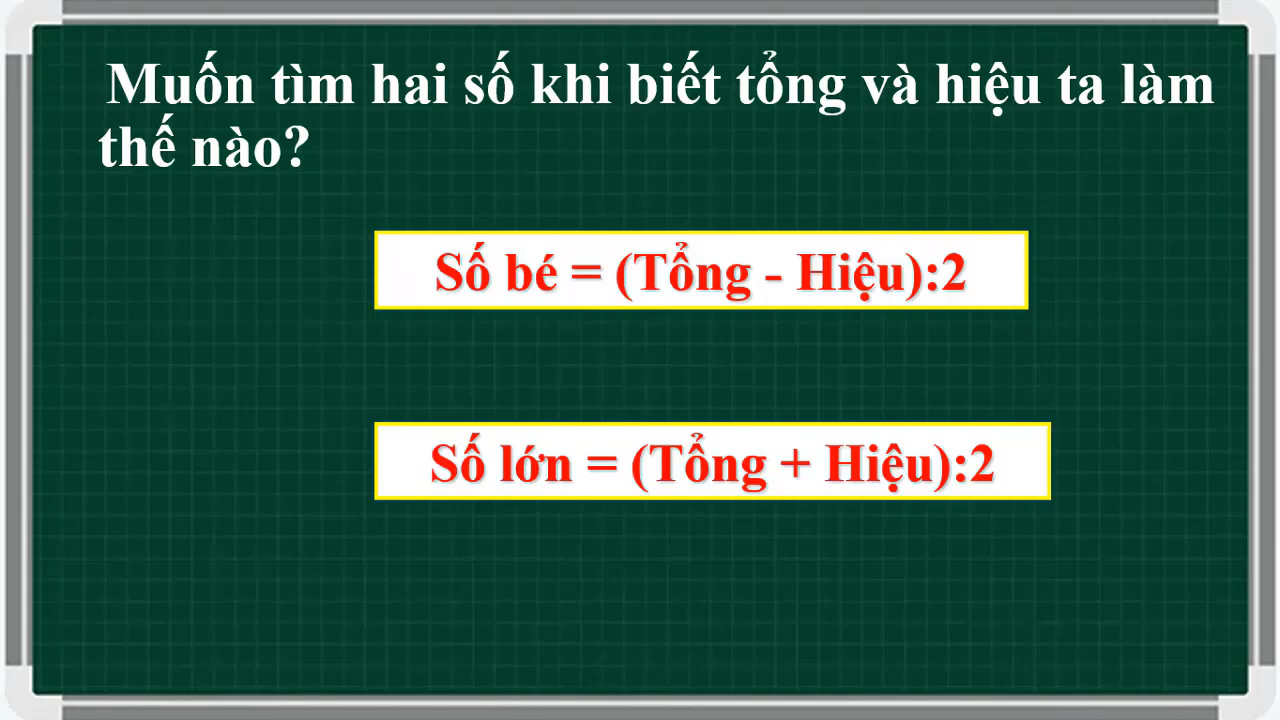 Muốn tìm hai số khi biết tổng và hiệu ta làm
thế nào?
Số bé = (Tổng - Hiệu):2
Số lớn = (Tổng + Hiệu):2